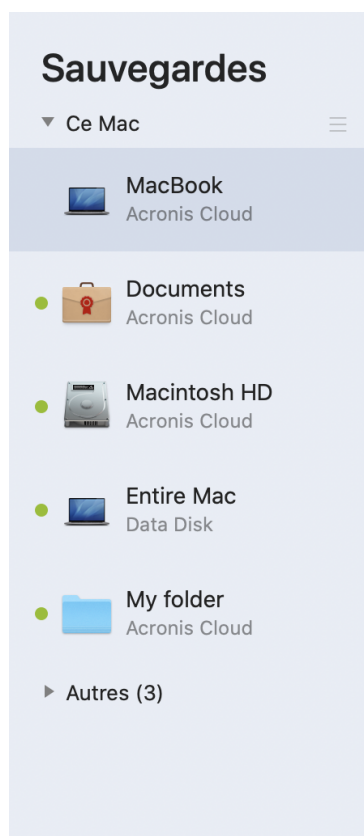 Sauvegardes
Ce Mac
MacBook
Acronis Cloud
Documents
Acronis Cloud
Macintosh HD
Acronis Cloud
Entire Mac
Data Disk
My folder
Acronis Cloud
Autres (3)